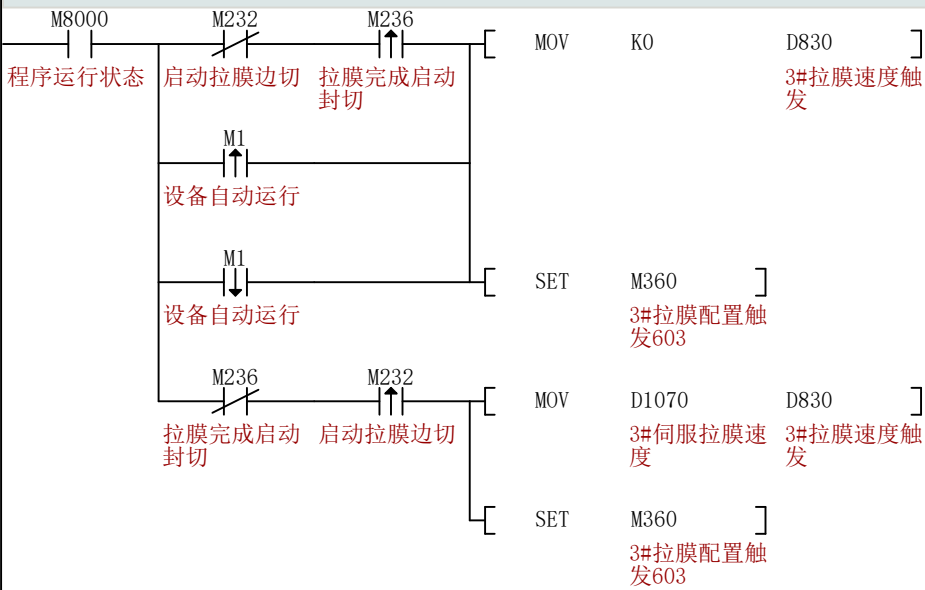 M8000 M232 M236
MOV K0 D830
程序运行状态 启动拉膜边切 拉膜完成启动 3#拉膜速度触
封切 发
M1
设备自动运行
M1
SET M360
设备自动运行 3#拉膜配置触
发603
M236 M232
MOV D1070 D830
拉膜完成启动 启动拉膜边切 3#伺服拉膜速 3#拉膜速度触
封切 度 发
SET M360
3#拉膜配置触
发603